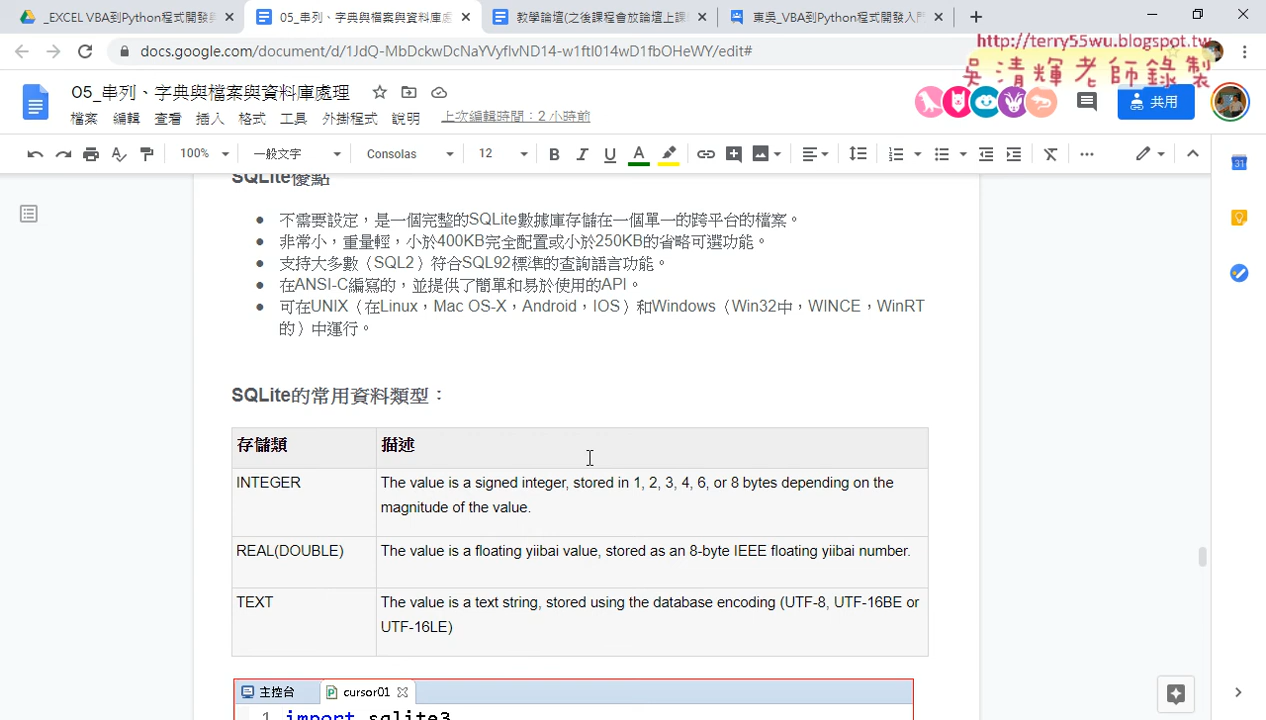 _EXCEL VBA到Python程式開發
05_串列、字典與檔案與資料庫處
教學論壇(之後課程會放論壇上課
東吳_VBA到Python程式開發入門
docs.google.com/document/d/1JdQ-MbDckwDcNaYVyflvND14-w1ftI014wD1fbOHeWY/edit#
http://terry55wu.blogspot.tw
吳清輝老師錄製
05_串列、字典與檔案與資料庫處理
檔案 編輯 查看 插入 格式 工具 外掛程式 說明 上次編輯時間：2 小時前
共用
100% 一般文字 Consolas 12
SQLite優點
● 不需要設定，是一個完整的SQLite數據庫存儲在一個單一的跨平台的檔案。
● 非常小，重量輕，小於400KB完全配置或小於250KB的省略可選功能。
● 支持大多數（SQL2）符合SQL92標準的查詢語言功能。
● 在ANSI-C編寫的，並提供了簡單和易於使用的API。
● 可在UNIX（在Linux，Mac OS-X，Android，IOS）和Windows（Win32中，WINCE，WinRT
的）中運行。
SQLite的常用資料類型：
存儲類 描述
INTEGER The value is a signed integer, stored in 1, 2, 3, 4, 6, or 8 bytes depending on the
magnitude of the value.
REAL(DOUBLE) The value is a floating yiibai value, stored as an 8-byte IEEE floating yiibai number.
TEXT The value is a text string, stored using the database encoding (UTF-8, UTF-16BE or
UTF-16LE)
主控台 cursor01
1 import sqlite3